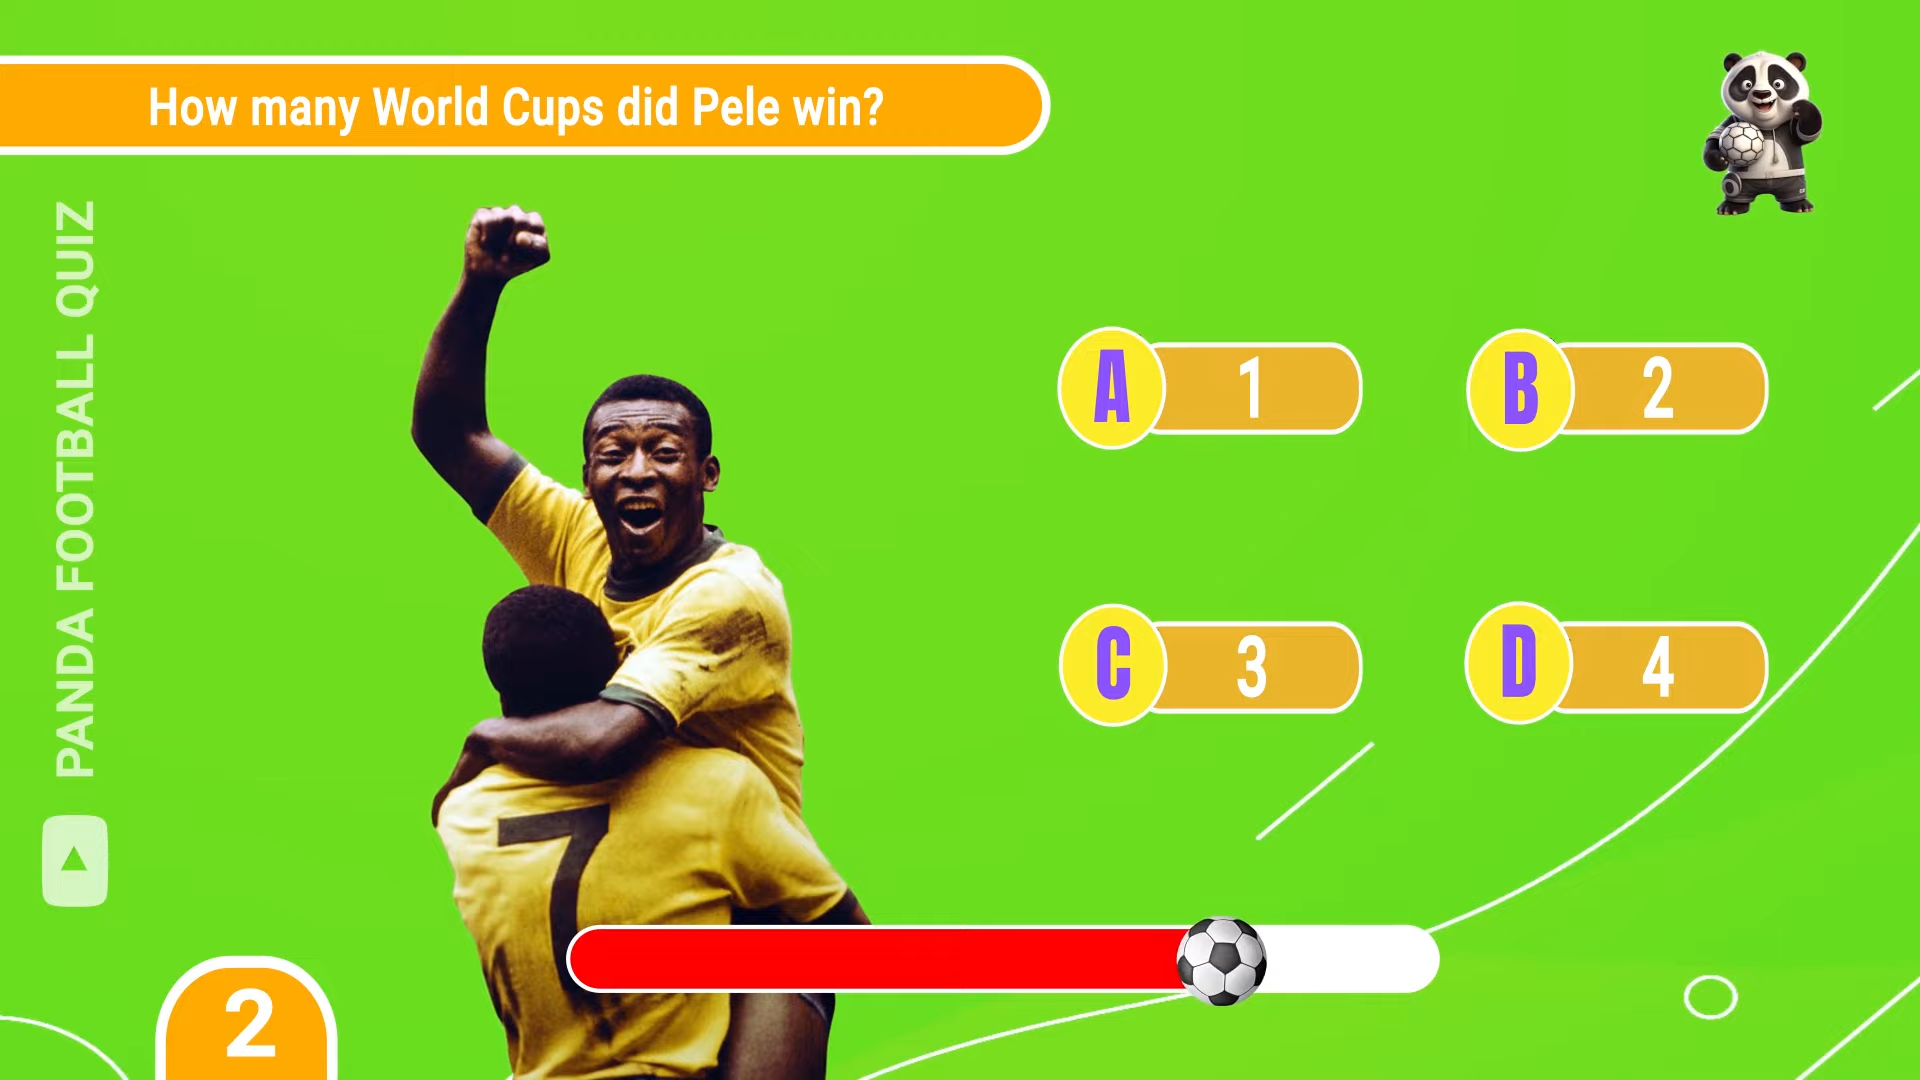 How many World Cups did Pele win?
PANDA FOOTBALL QUIZ
A 1
B 2
C 3
D 4
7
2